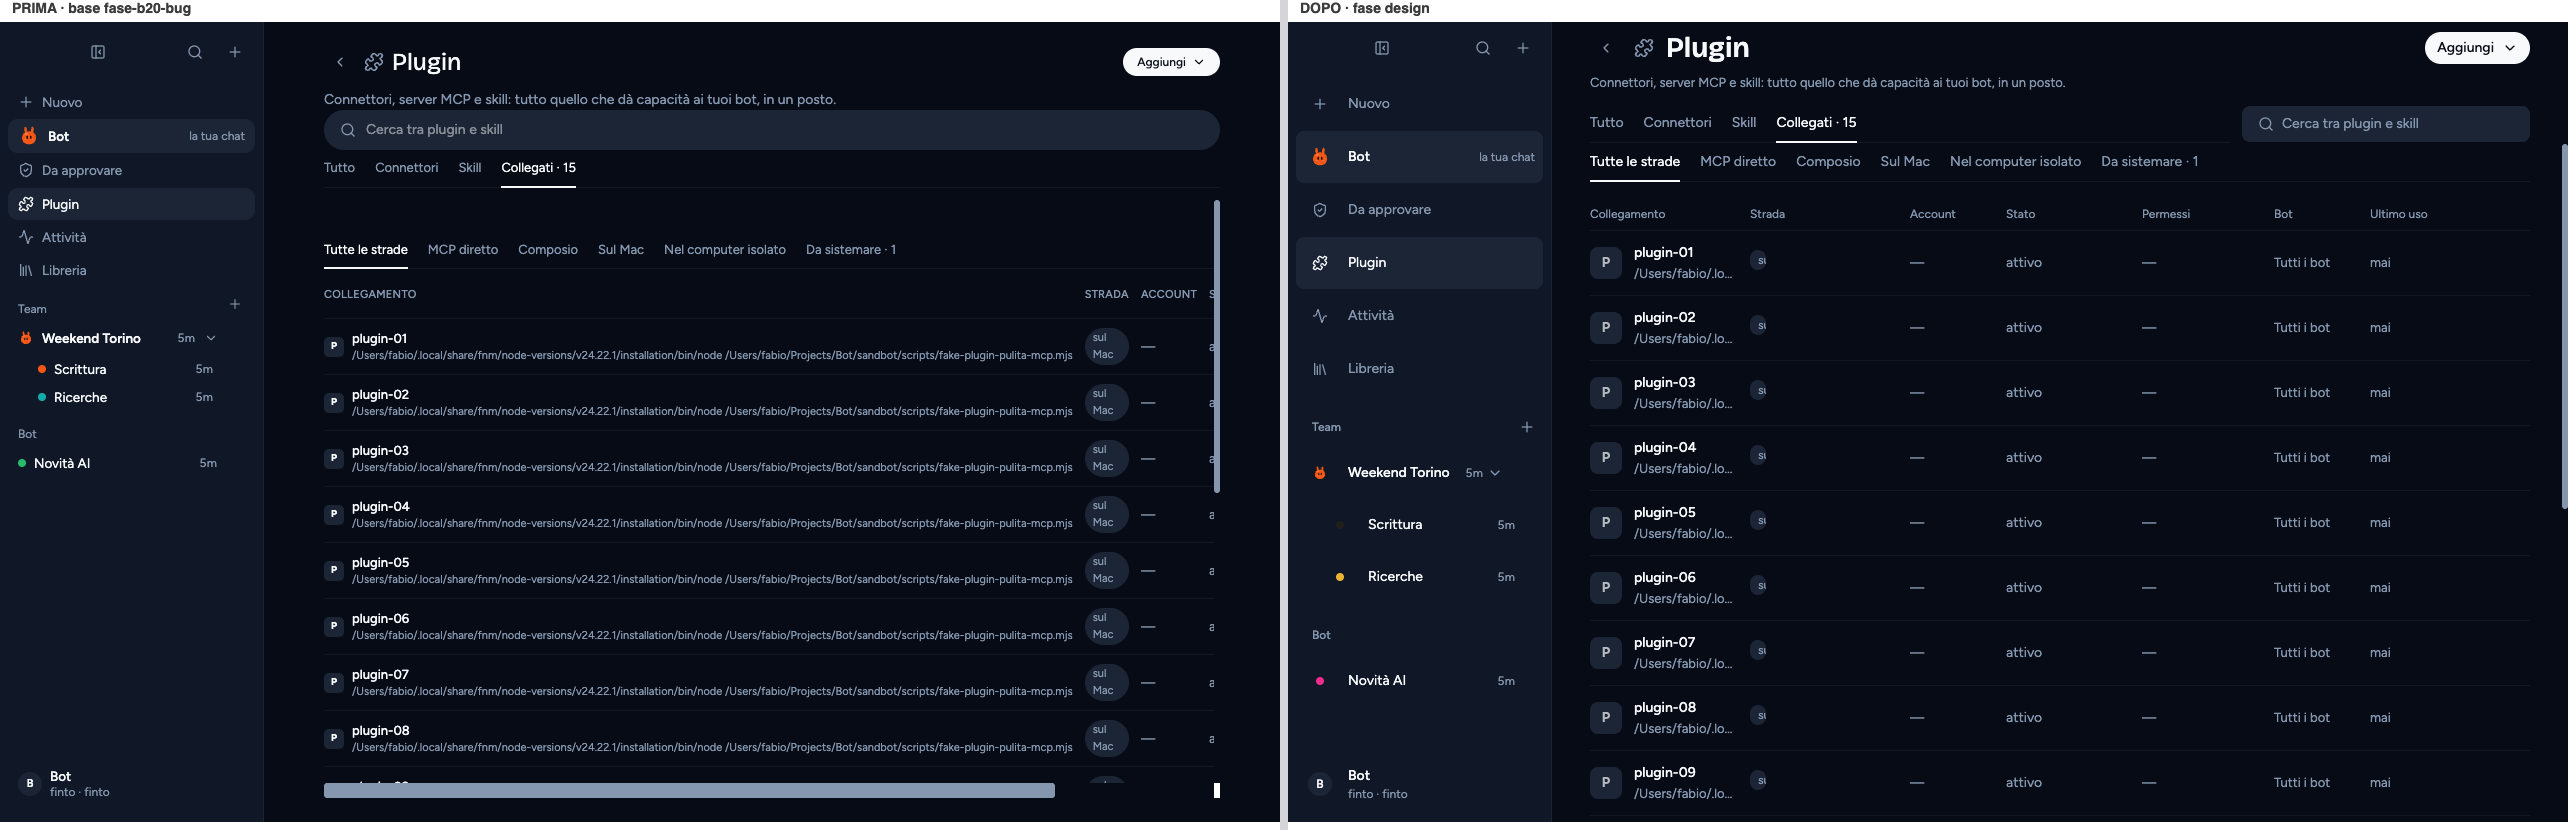 PRIMA · base fase-b20-bug
Nuovo
Bot la tua chat
Da approvare
Plugin
Attività
Libreria
Team
Weekend Torino 5m
Scrittura 5m
Ricerche 5m
Bot
Novità AI 5m
B
Bot
finto · finto
Plugin
Aggiungi
Connettori, server MCP e skill: tutto quello che dà capacità ai tuoi bot, in un posto.
Cerca tra plugin e skill
Tutto Connettori Skill Collegati · 15
Tutte le strade MCP diretto Composio Sul Mac Nel computer isolato Da sistemare · 1
COLLEGAMENTO STRADA ACCOUNT
P plugin-01 sul Mac —
/Users/fabio/.local/share/fnm/node-versions/v24.22.1/installation/bin/node /Users/fabio/Projects/Bot/sandbot/scripts/fake-plugin-pulita-mcp.mjs
P plugin-02 sul Mac —
/Users/fabio/.local/share/fnm/node-versions/v24.22.1/installation/bin/node /Users/fabio/Projects/Bot/sandbot/scripts/fake-plugin-pulita-mcp.mjs
P plugin-03 sul Mac —
/Users/fabio/.local/share/fnm/node-versions/v24.22.1/installation/bin/node /Users/fabio/Projects/Bot/sandbot/scripts/fake-plugin-pulita-mcp.mjs
P plugin-04 sul Mac —
/Users/fabio/.local/share/fnm/node-versions/v24.22.1/installation/bin/node /Users/fabio/Projects/Bot/sandbot/scripts/fake-plugin-pulita-mcp.mjs
P plugin-05 sul Mac —
/Users/fabio/.local/share/fnm/node-versions/v24.22.1/installation/bin/node /Users/fabio/Projects/Bot/sandbot/scripts/fake-plugin-pulita-mcp.mjs
P plugin-06 sul Mac —
/Users/fabio/.local/share/fnm/node-versions/v24.22.1/installation/bin/node /Users/fabio/Projects/Bot/sandbot/scripts/fake-plugin-pulita-mcp.mjs
P plugin-07 sul Mac —
/Users/fabio/.local/share/fnm/node-versions/v24.22.1/installation/bin/node /Users/fabio/Projects/Bot/sandbot/scripts/fake-plugin-pulita-mcp.mjs
P plugin-08 sul Mac —
/Users/fabio/.local/share/fnm/node-versions/v24.22.1/installation/bin/node /Users/fabio/Projects/Bot/sandbot/scripts/fake-plugin-pulita-mcp.mjs
DOPO · fase design
Nuovo
Bot la tua chat
Da approvare
Plugin
Attività
Libreria
Team
Weekend Torino 5m
Scrittura 5m
Ricerche 5m
Bot
Novità AI 5m
B
Bot
finto · finto
Plugin
Aggiungi
Connettori, server MCP e skill: tutto quello che dà capacità ai tuoi bot, in un posto.
Tutto Connettori Skill Collegati · 15
Cerca tra plugin e skill
Tutte le strade MCP diretto Composio Sul Mac Nel computer isolato Da sistemare · 1
Collegamento Strada Account Stato Permessi Bot Ultimo uso
P plugin-01 — attivo — Tutti i bot mai
/Users/fabio/.lo...
P plugin-02 — attivo — Tutti i bot mai
/Users/fabio/.lo...
P plugin-03 — attivo — Tutti i bot mai
/Users/fabio/.lo...
P plugin-04 — attivo — Tutti i bot mai
/Users/fabio/.lo...
P plugin-05 — attivo — Tutti i bot mai
/Users/fabio/.lo...
P plugin-06 — attivo — Tutti i bot mai
/Users/fabio/.lo...
P plugin-07 — attivo — Tutti i bot mai
/Users/fabio/.lo...
P plugin-08 — attivo — Tutti i bot mai
/Users/fabio/.lo...
P plugin-09 — attivo — Tutti i bot mai
/Users/fabio/.lo...